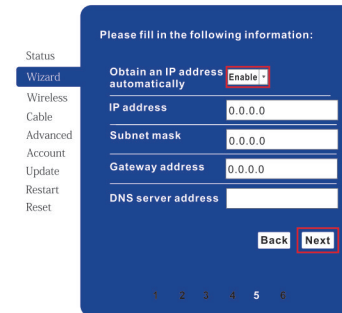 Please fill in the following information:
Status
Wizard
Wireless
Cable
Advanced
Account
Update
Restart
Reset
Obtain an IP address
automatically
Enable
IP address
0.0.0.0
Subnet mask
0.0.0.0
Gateway address
0.0.0.0
DNS server address
Back Next
1 2 3 4 5 6